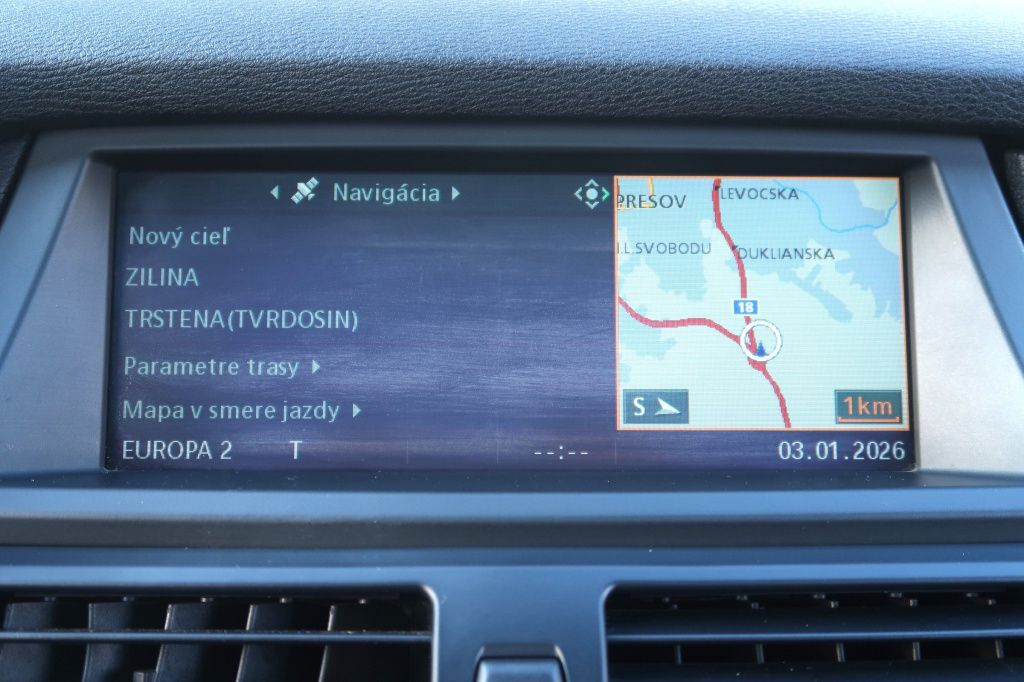 Navigácia
Nový cieľ
ZILINA
TRSTENA(TVRDOSIN)
Parametre trasy
Mapa v smere jazdy
EUROPA 2 T --:-- 03.01.2026
PRESOV
LEVOCSKA
L.SVOBODU
DUKLIANSKA
18
S
1km